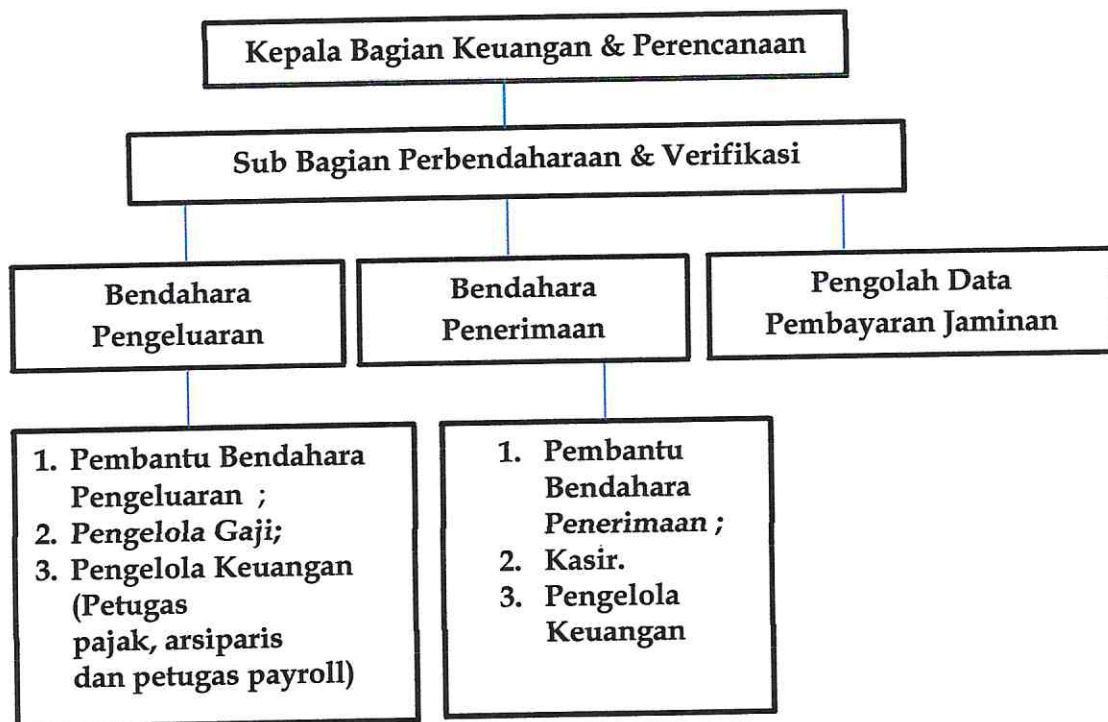 Kepala Bagian Keuangan & Perencanaan
Sub Bagian Perbendaharaan & Verifikasi
Bendahara
Pengeluaran
Bendahara
Penerimaan
Pengolah Data
Pembayaran Jaminan
1. Pembantu Bendahara
Pengeluaran ;
2. Pengelola Gaji;
3. Pengelola Keuangan
(Petugas
pajak, arsiparis
dan petugas payroll)
1. Pembantu
Bendahara
Penerimaan ;
2. Kasir.
3. Pengelola
Keuangan